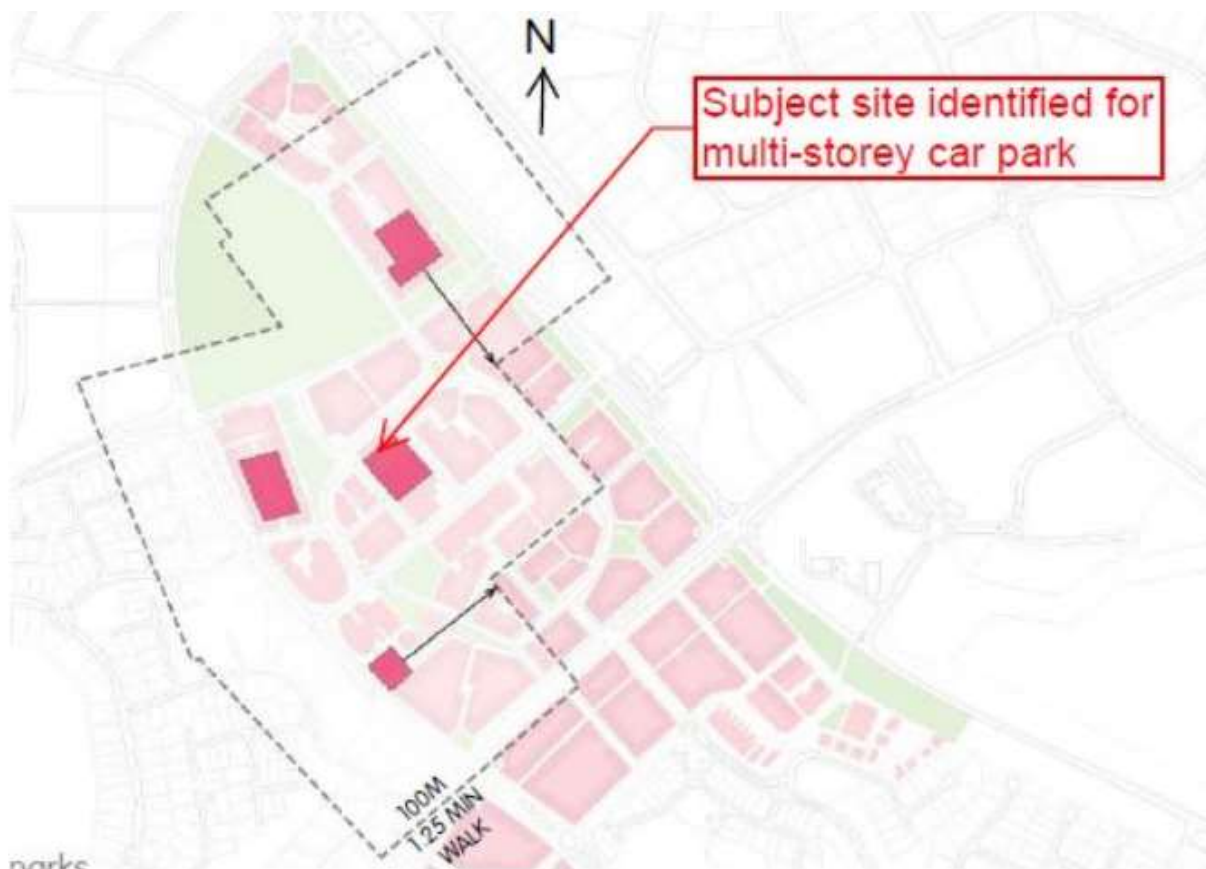 N
Subject site identified for
multi-storey car park
100M
1.25 MIN
WALK
parks